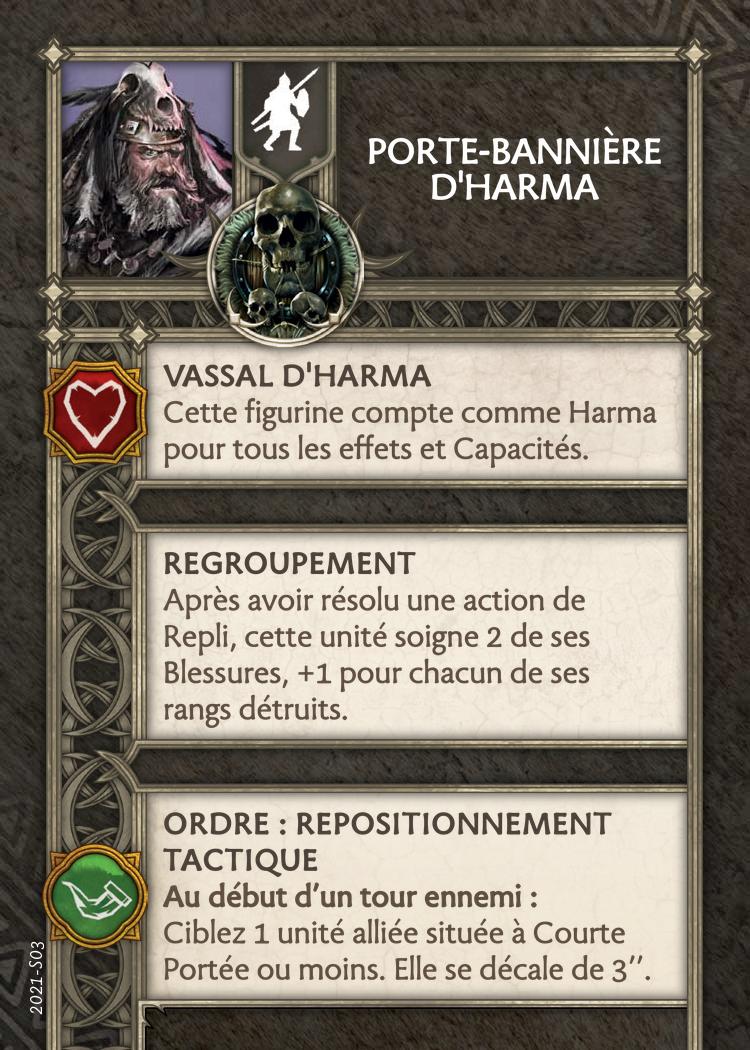 PORTE-BANNIÈRE
D'HARMA
VASSAL D'HARMA
Cette figurine compte comme Harma
pour tous les effets et Capacités.
REGROUPEMENT
Après avoir résolu une action de
Repli, cette unité soigne 2 de ses
Blessures, +1 pour chacun de ses
rangs détruits.
ORDRE : REPOSITIONNEMENT
TACTIQUE
Au début d’un tour ennemi :
Ciblez 1 unité alliée située à Courte
Portée ou moins. Elle se décale de 3’’.
2021-S03